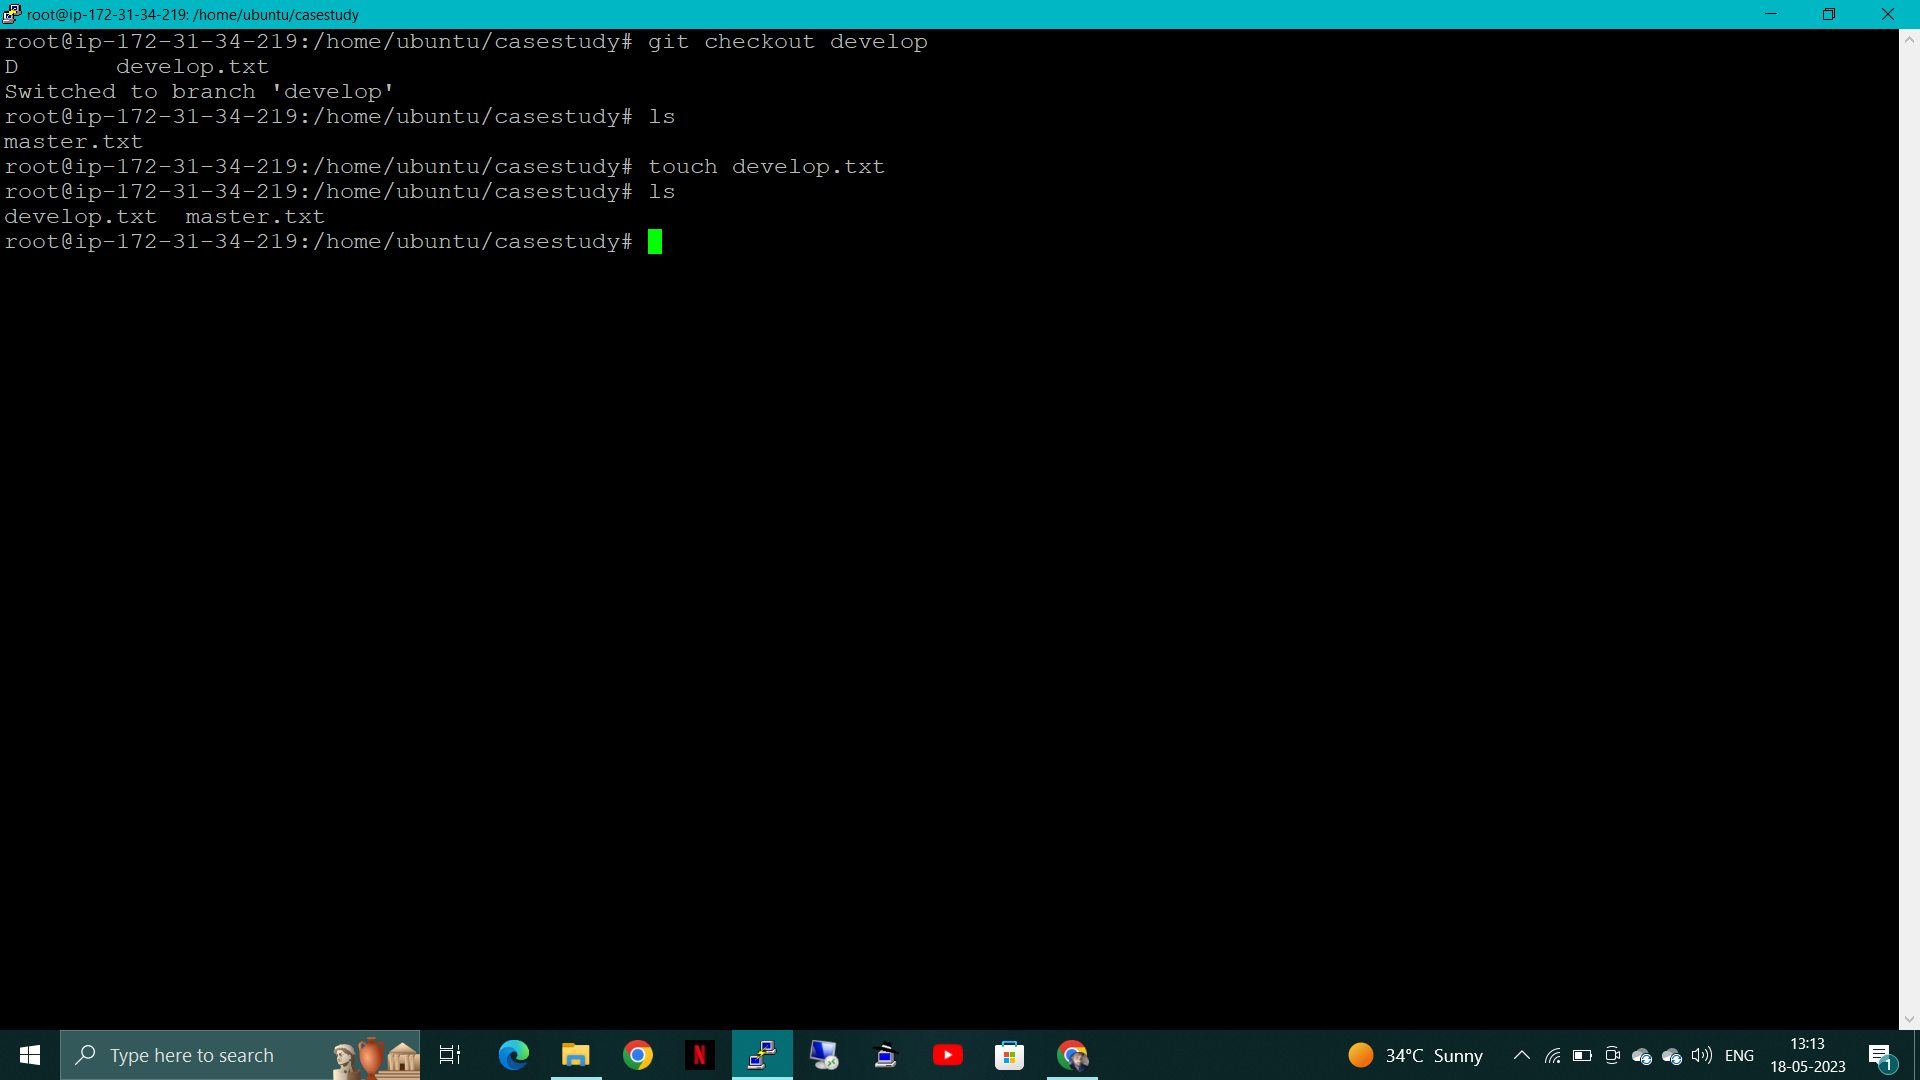 root@ip-172-31-34-219: /home/ubuntu/casestudy
root@ip-172-31-34-219:/home/ubuntu/casestudy# git checkout develop
D       develop.txt
Switched to branch 'develop'
root@ip-172-31-34-219:/home/ubuntu/casestudy# ls
master.txt
root@ip-172-31-34-219:/home/ubuntu/casestudy# touch develop.txt
root@ip-172-31-34-219:/home/ubuntu/casestudy# ls
develop.txt  master.txt
root@ip-172-31-34-219:/home/ubuntu/casestudy#
Type here to search
N
34°C Sunny
ENG
13:13
18-05-2023
1